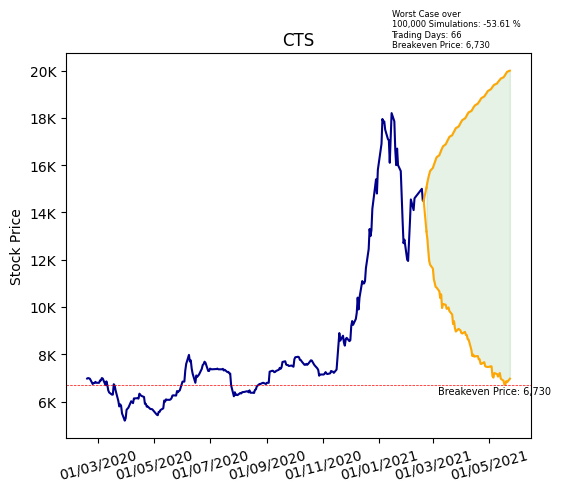 Worst Case over
100,000 Simulations: -53.61 %
Trading Days: 66
Breakeven Price: 6,730
CTS
20K
18K
16K
14K
12K
10K
8K
6K
Stock Price
Breakeven Price: 6,730
01/03/2020
01/05/2020
01/07/2020
01/09/2020
01/11/2020
01/01/2021
01/03/2021
01/05/2021